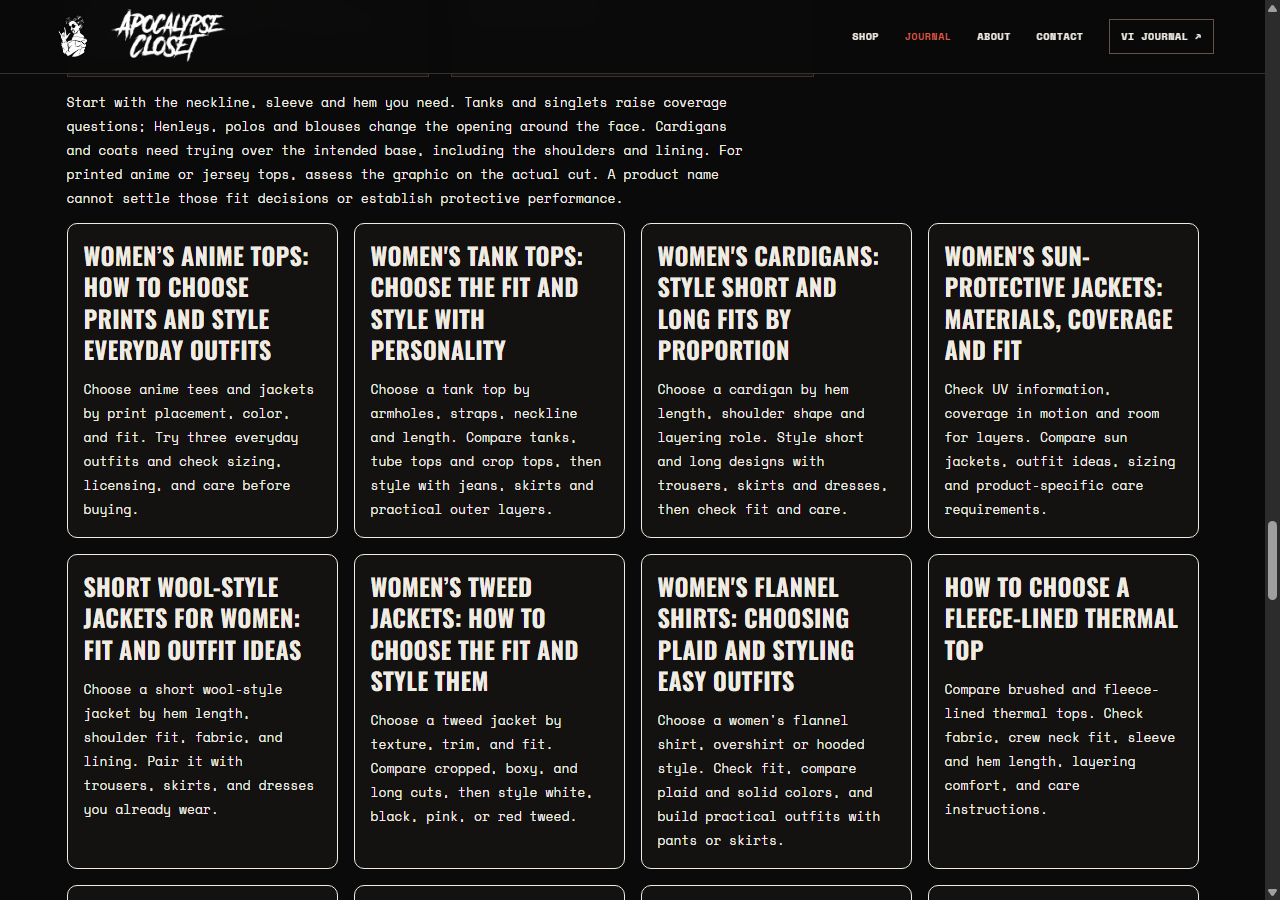 APOCALYPSE
CLOSET
SHOP
JOURNAL
ABOUT
CONTACT
VI JOURNAL ↗
Start with the neckline, sleeve and hem you need. Tanks and singlets raise coverage
questions; Henleys, polos and blouses change the opening around the face. Cardigans
and coats need trying over the intended base, including the shoulders and lining. For
printed anime or jersey tops, assess the graphic on the actual cut. A product name
cannot settle those fit decisions or establish protective performance.
WOMEN’S ANIME TOPS:
HOW TO CHOOSE
PRINTS AND STYLE
EVERYDAY OUTFITS
Choose anime tees and jackets
by print placement, color,
and fit. Try three everyday
outfits and check sizing,
licensing, and care before
buying.
WOMEN'S TANK TOPS:
CHOOSE THE FIT AND
STYLE WITH
PERSONALITY
Choose a tank top by
armholes, straps, neckline
and length. Compare tanks,
tube tops and crop tops, then
style with jeans, skirts and
practical outer layers.
WOMEN'S CARDIGANS:
STYLE SHORT AND
LONG FITS BY
PROPORTION
Choose a cardigan by hem
length, shoulder shape and
layering role. Style short
and long designs with
trousers, skirts and dresses,
then check fit and care.
WOMEN'S SUN-
PROTECTIVE JACKETS:
MATERIALS, COVERAGE
AND FIT
Check UV information,
coverage in motion and room
for layers. Compare sun
jackets, outfit ideas, sizing
and product-specific care
requirements.
SHORT WOOL-STYLE
JACKETS FOR WOMEN:
FIT AND OUTFIT IDEAS
Choose a short wool-style
jacket by hem length,
shoulder fit, fabric, and
lining. Pair it with
trousers, skirts, and dresses
you already wear.
WOMEN’S TWEED
JACKETS: HOW TO
CHOOSE THE FIT AND
STYLE THEM
Choose a tweed jacket by
texture, trim, and fit.
Compare cropped, boxy, and
long cuts, then style white,
black, pink, or red tweed.
WOMEN'S FLANNEL
SHIRTS: CHOOSING
PLAID AND STYLING
EASY OUTFITS
Choose a women's flannel
shirt, overshirt or hooded
style. Check fit, compare
plaid and solid colors, and
build practical outfits with
pants or skirts.
HOW TO CHOOSE A
FLEECE-LINED THERMAL
TOP
Compare brushed and fleece-
lined thermal tops. Check
fabric, crew neck fit, sleeve
and hem length, layering
comfort, and care
instructions.